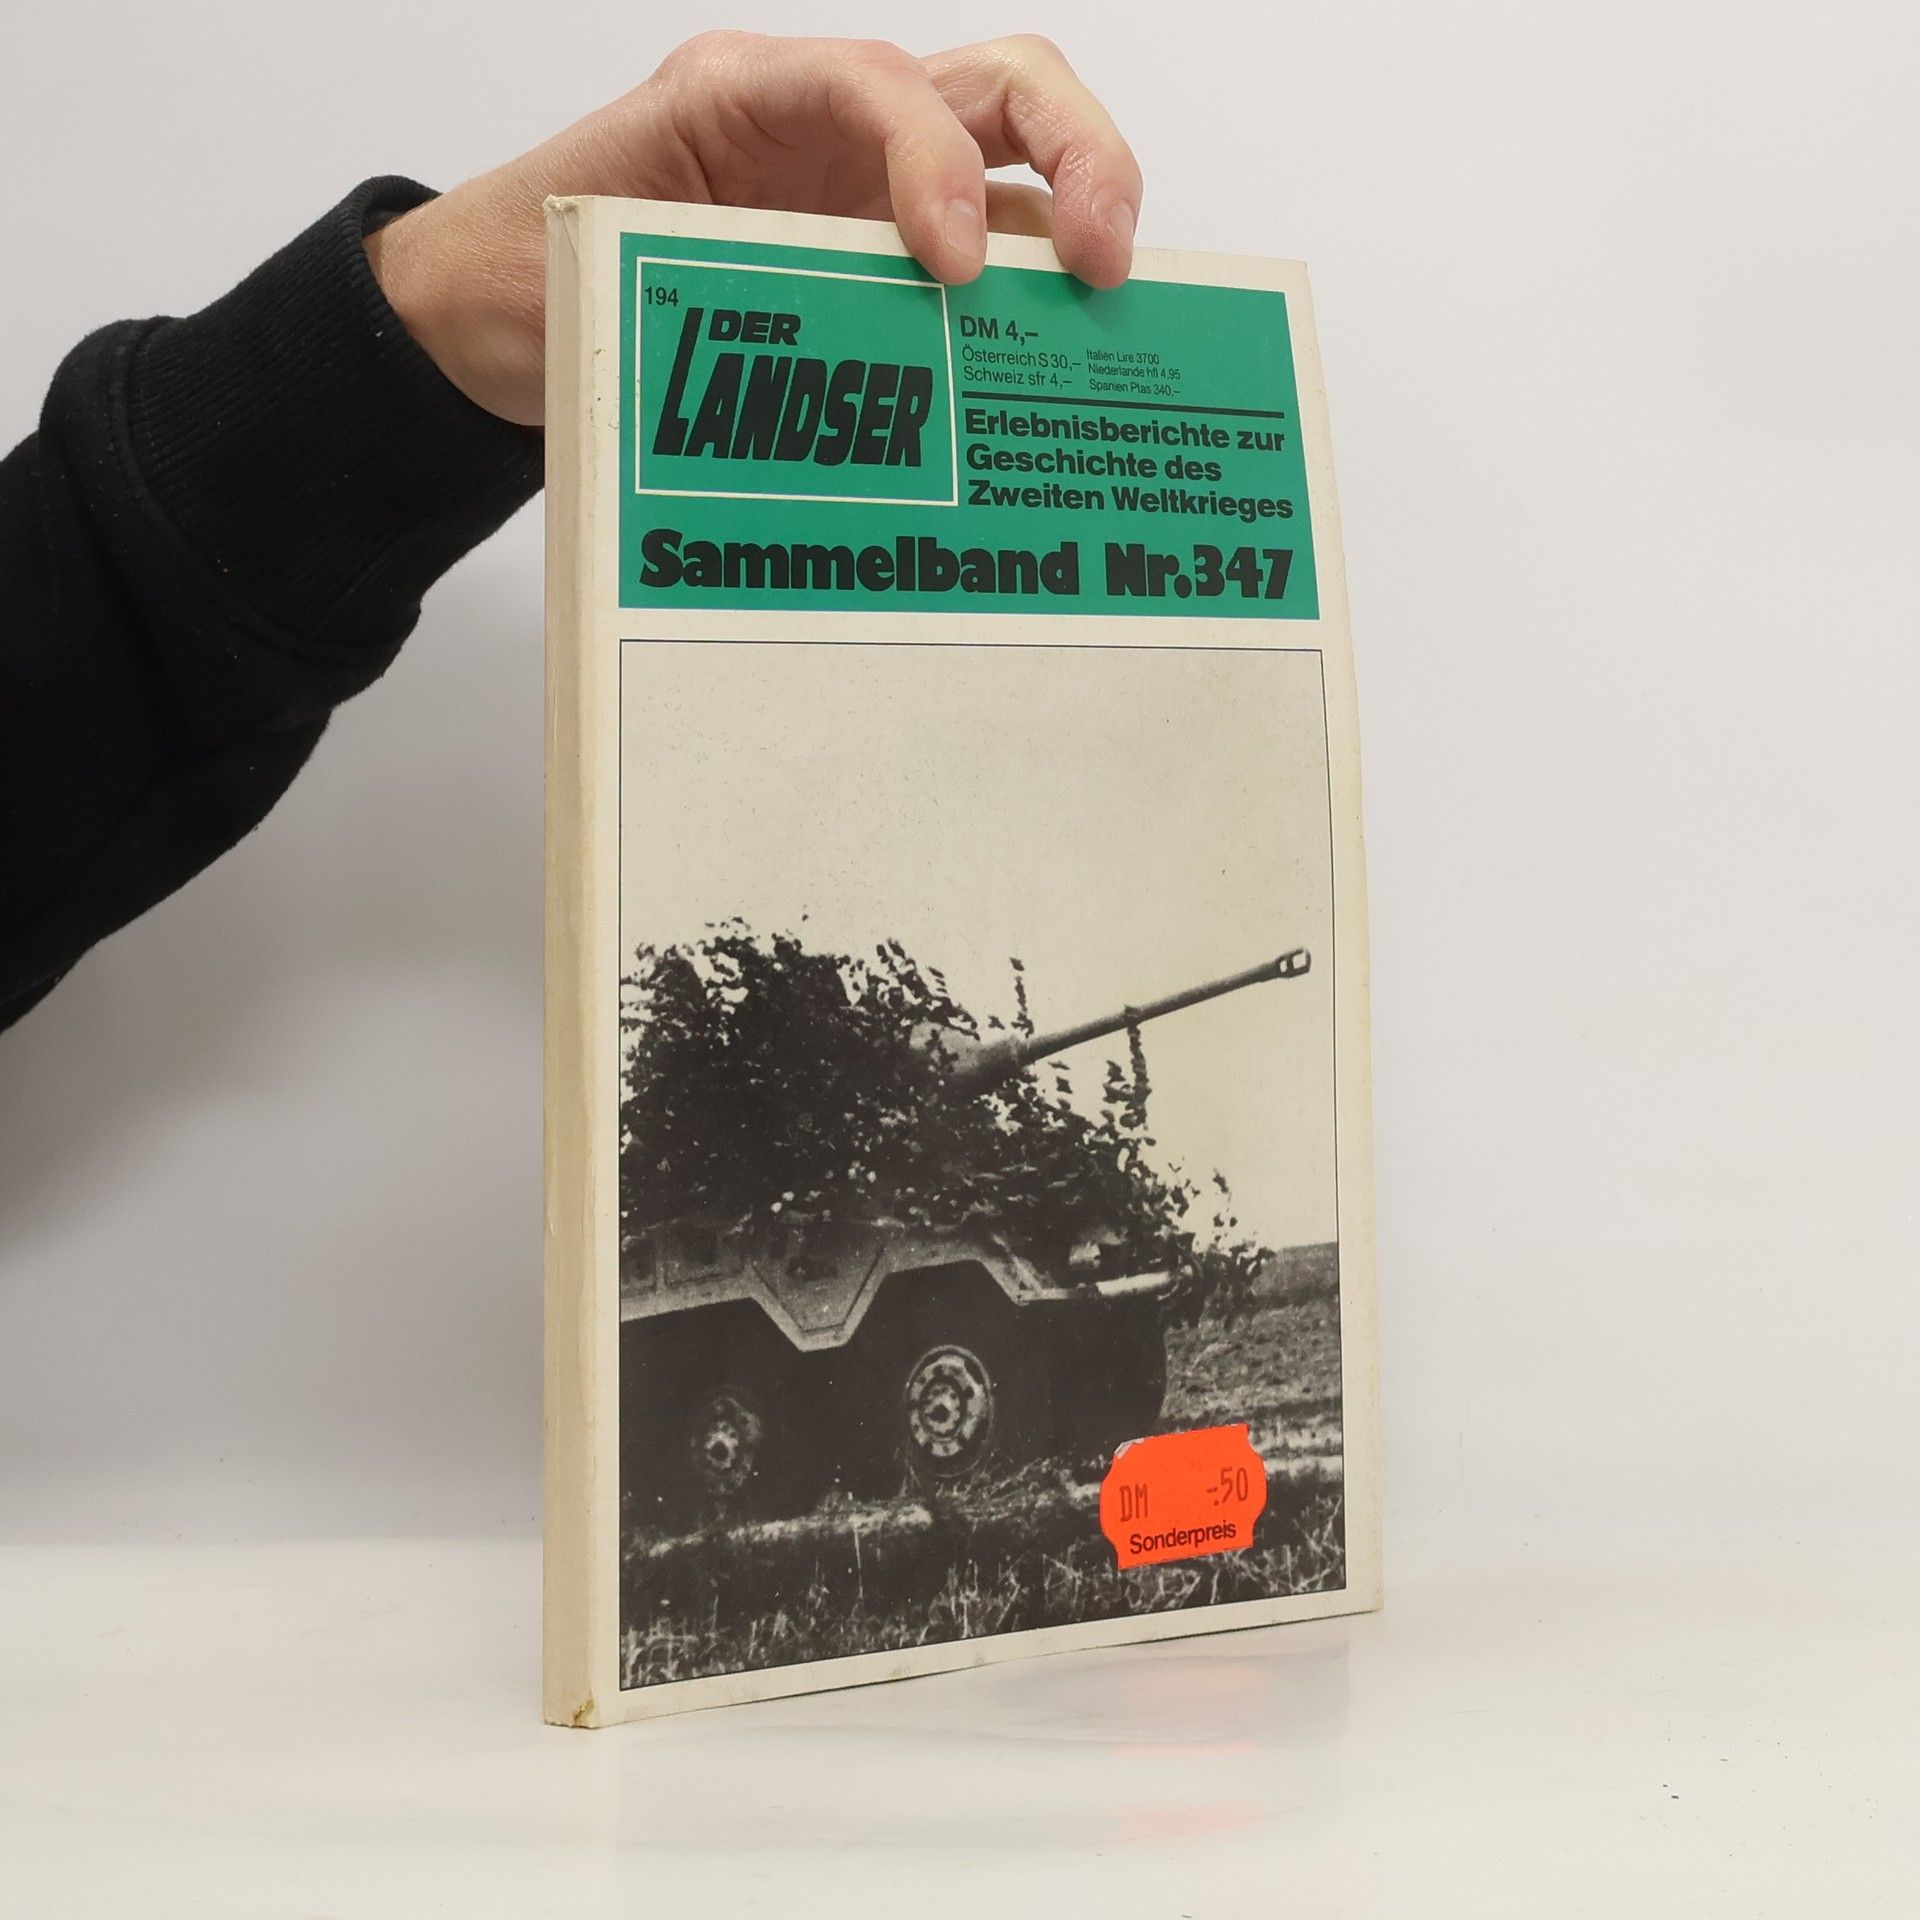 194
DER
LANDSER
DM 4,–
Österreich S 30,–
Schweiz sfr 4,–
Italien Lire 3700
Niederlande hfl 4.95
Spanien Ptas 340,–
Erlebnisberichte zur
Geschichte des
Zweiten Weltkrieges
Sammelband Nr.347
DM -.50
Sonderpreis